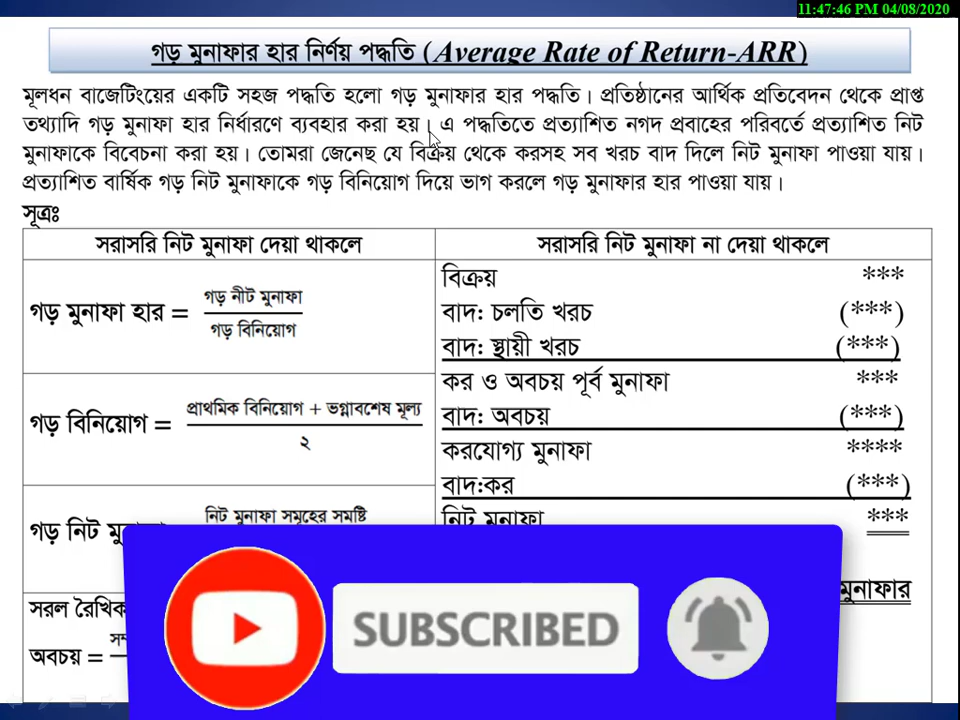 11:47:46 PM 04/08/2020
গড় মুনাফার হার নির্ণয় পদ্ধতি (Average Rate of Return-ARR)
মূলধন বাজেটিংয়ের একটি সহজ পদ্ধতি হলো গড় মুনাফার হার পদ্ধতি। প্রতিষ্ঠানের আর্থিক প্রতিবেদন থেকে প্রাপ্ত
তথ্যাদি গড় মুনাফা হার নির্ধারণে ব্যবহার করা হয়। এ পদ্ধতিতে প্রত্যাশিত নগদ প্রবাহের পরিবর্তে প্রত্যাশিত নিট
মুনাফাকে বিবেচনা করা হয়। তোমরা জেনেছ যে বিক্রয় থেকে করসহ সব খরচ বাদ দিলে নিট মুনাফা পাওয়া যায়।
প্রত্যাশিত বার্ষিক গড় নিট মুনাফাকে গড় বিনিয়োগ দিয়ে ভাগ করলে গড় মুনাফার হার পাওয়া যায়।
সূত্রঃ
সরাসরি নিট মুনাফা দেয়া থাকলে
গড় মুনাফা হার = গড় নীট মুনাফা
গড় বিনিয়োগ
গড় বিনিয়োগ = প্রাথমিক বিনিয়োগ + ভগ্নাবশেষ মূল্য
২
গড় নিট নিট মুনাফা সমূহের সমষ্টি
সরল রৈখিক
অবচয় =
সরাসরি নিট মুনাফা না দেয়া থাকলে
বিক্রয় ***
বাদ: চলতি খরচ (***)
বাদ: স্থায়ী খরচ (***)
কর ও অবচয় পূর্ব মুনাফা ***
বাদ: অবচয় (***)
করযোগ্য মুনাফা ****
বাদ:কর (***)
নিট মুনাফা ***
মুনাফার
SUBSCRIBED